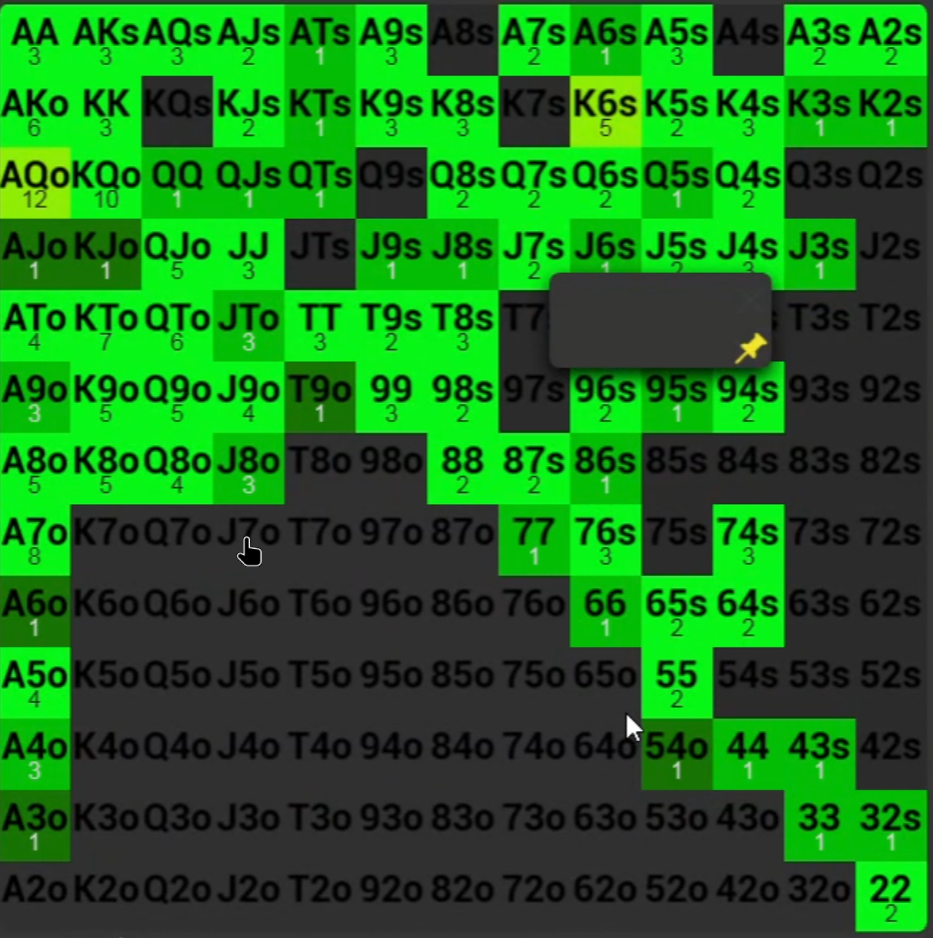 AA AKs AQs AJs ATs A9s A8s A7s A6s A5s A4s A3s A2s
3 3 3 2 1 3 2 1 3 2 2
AKo KK KQs KJs KTs K9s K8s K7s K6s K5s K4s K3s K2s
6 3 2 1 3 3 5 2 3 1 1
AQo KQo QQ QJs QTs Q9s Q8s Q7s Q6s Q5s Q4s Q3s Q2s
12 10 1 1 1 2 2 2 1 2
AJo KJo QJo JJ JTs J9s J8s J7s J6s J5s J4s J3s J2s
1 1 5 3 1 1 2 1 2 3 1
ATo KTo QTo JTo TT T9s T8s T3s T2s
4 7 6 3 3 2 3
A9o K9o Q9o J9o T9o 99 98s 97s 96s 95s 94s 93s 92s
3 5 5 4 1 3 2 2 1 2
A8o K8o Q8o J8o T8o 98o 88 87s 86s 85s 84s 83s 82s
5 5 4 3 2 2 1
A7o K7o Q7o J7o T7o 97o 87o 77 76s 75s 74s 73s 72s
8 1 3 3
A6o K6o Q6o J6o T6o 96o 86o 76o 66 65s 64s 63s 62s
1 1 2 2
A5o K5o Q5o J5o T5o 95o 85o 75o 65o 55 54s 53s 52s
4 2
A4o K4o Q4o J4o T4o 94o 84o 74o 64o 54o 44 43s 42s
3 1 1 1
A3o K3o Q3o J3o T3o 93o 83o 73o 63o 53o 43o 33 32s
1 1 1
A2o K2o Q2o J2o T2o 92o 82o 72o 62o 52o 42o 32o 22
2